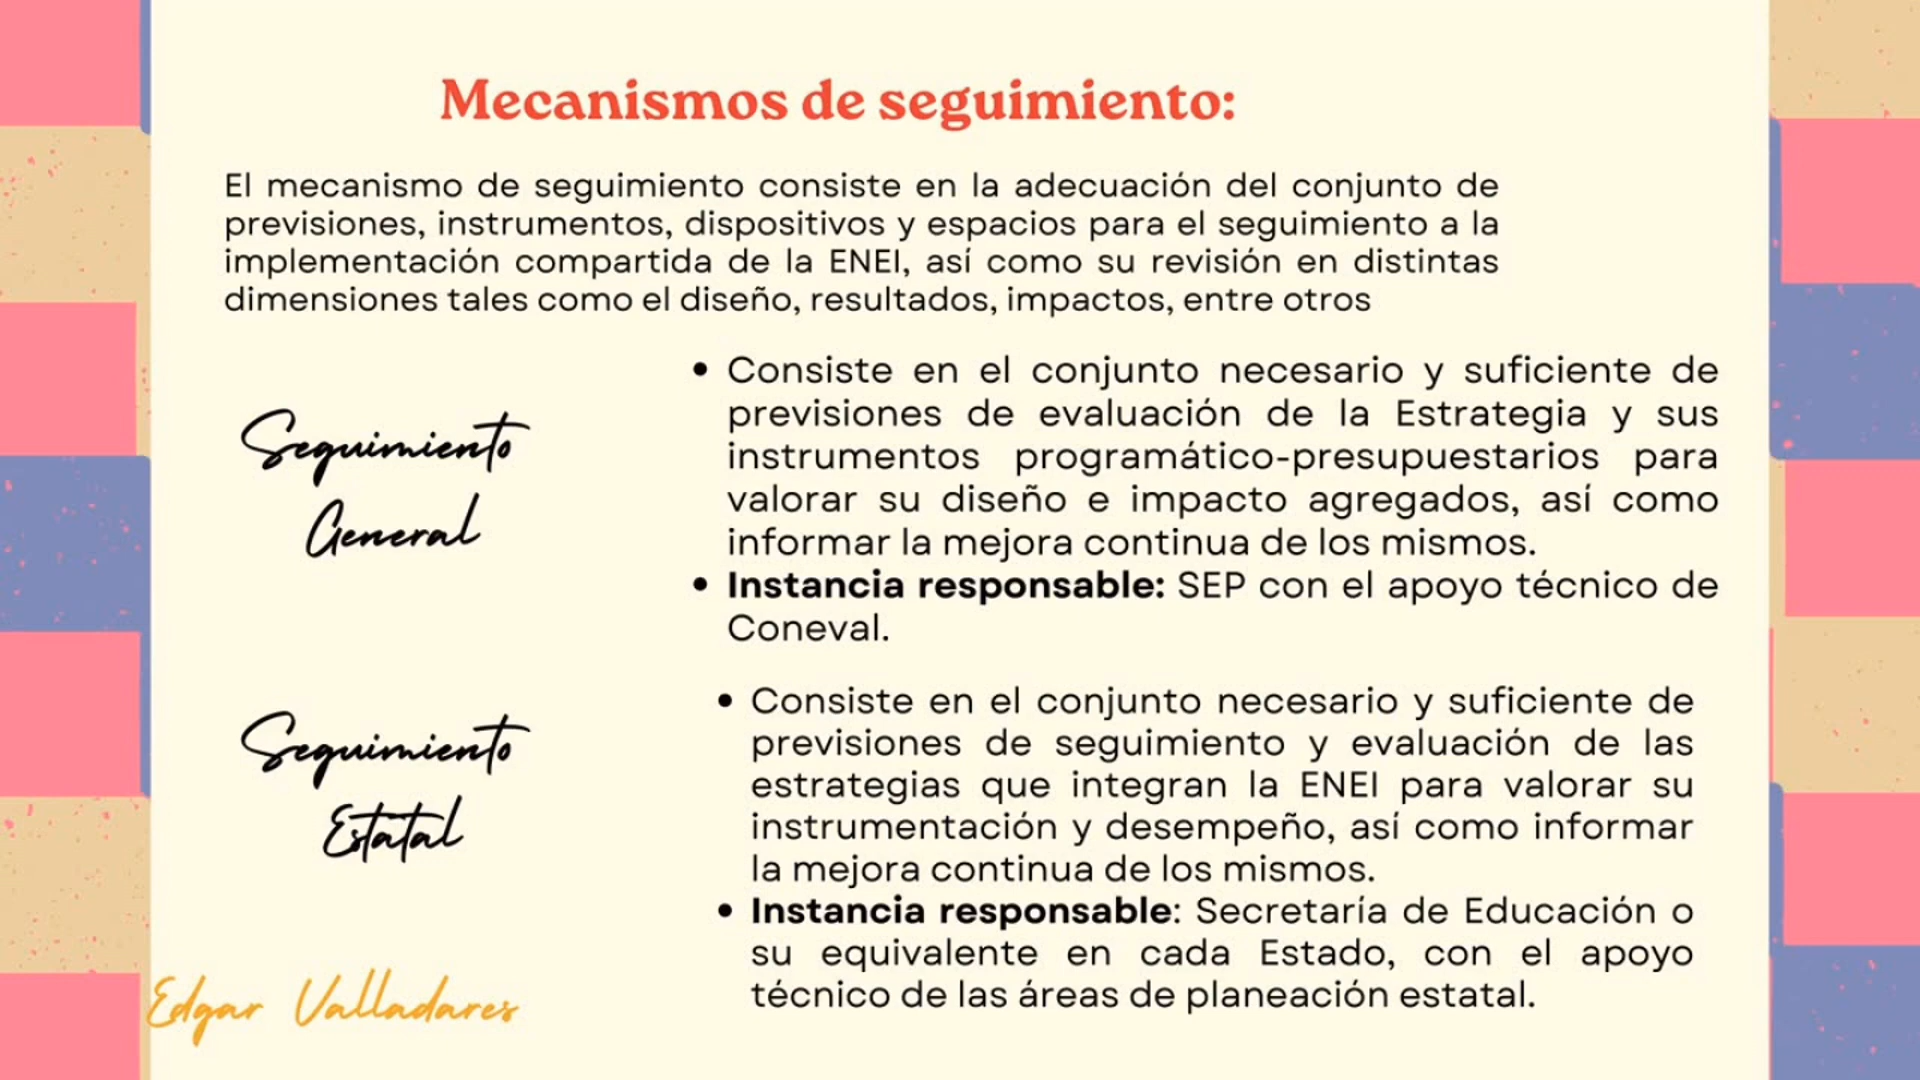 Mecanismos de seguimiento:
El mecanismo de seguimiento consiste en la adecuación del conjunto de
previsiones, instrumentos, dispositivos y espacios para el seguimiento a la
implementación compartida de la ENEI, así como su revisión en distintas
dimensiones tales como el diseño, resultados, impactos, entre otros
Seguimiento
General
• Consiste en el conjunto necesario y suficiente de
previsiones de evaluación de la Estrategia y sus
instrumentos programático-presupuestarios para
valorar su diseño e impacto agregados, así como
informar la mejora continua de los mismos.
• Instancia responsable: SEP con el apoyo técnico de
Coneval.
Seguimiento
Estatal
• Consiste en el conjunto necesario y suficiente de
previsiones de seguimiento y evaluación de las
estrategias que integran la ENEI para valorar su
instrumentación y desempeño, así como informar
la mejora continua de los mismos.
• Instancia responsable: Secretaría de Educación o
su equivalente en cada Estado, con el apoyo
técnico de las áreas de planeación estatal.
Edgar Valladares